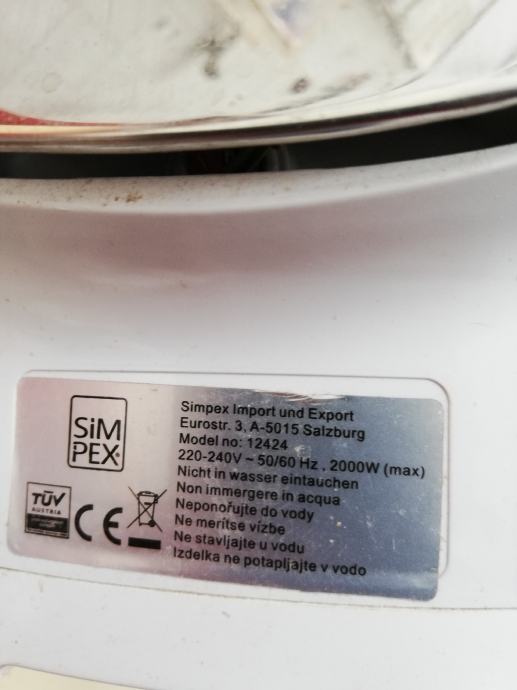 SiM
PEX
Simpex Import und Export
Eurostr. 3, A-5015 Salzburg
Model no: 12424
220-240V ~ 50/60 Hz , 2000W (max)
Nicht in wasser eintauchen
Non immergere in acqua
Neponořujte do vody
Ne merítse vízbe
Ne stavljajte u vodu
Izdelka ne potapljajte v vodo
TÜV
AUSTRIA
CE